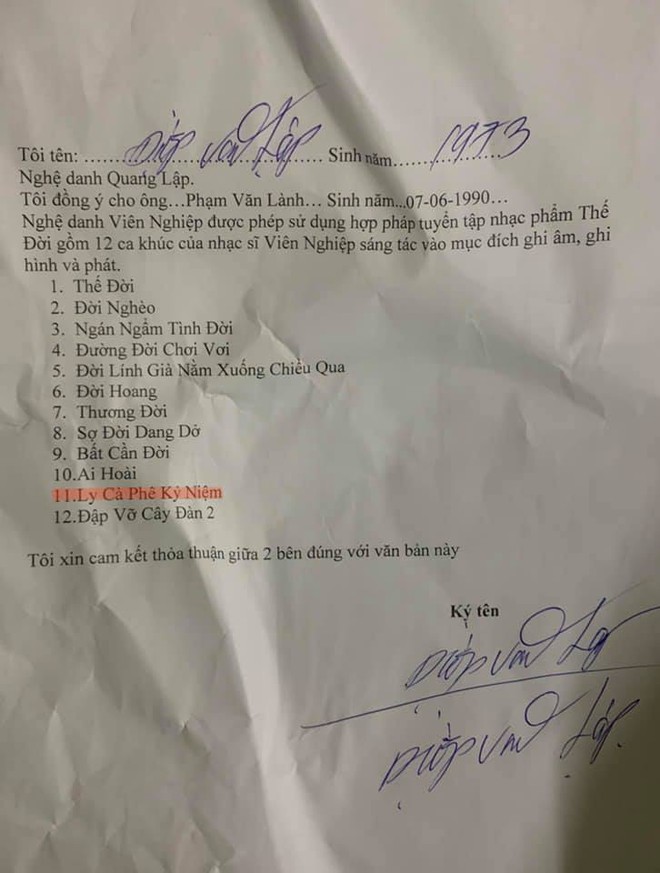 Tôi tên: ...... Diệp Văn Lập ...... Sinh năm......1973
Nghệ danh Quang Lập.
Tôi đồng ý cho ông...Phạm Văn Lành... Sinh năm...07-06-1990...
Nghệ danh Viên Nghiệp được phép sử dụng hợp pháp tuyển tập nhạc phẩm Thế
Đời gồm 12 ca khúc của nhạc sĩ Viên Nghiệp sáng tác vào mục đích ghi âm, ghi
hình và phát.
1. Thế Đời
2. Đời Nghèo
3. Ngán Ngẩm Tình Đời
4. Đường Đời Chơi Vơi
5. Đời Lính Già Nằm Xuống Chiều Qua
6. Đời Hoang
7. Thương Đời
8. Sợ Đời Dang Dở
9. Bất Cần Đời
10.Ai Hoài
11.Ly Cà Phê Kỷ Niệm
12.Đập Vỡ Cây Đàn 2
Tôi xin cam kết thỏa thuận giữa 2 bên đúng với văn bản này
Ký tên
Diệp Văn Lập
Diệp Văn Lập